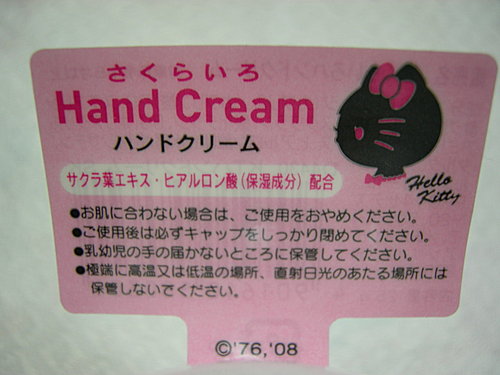 さくらいろ
Hand Cream
ハンドクリーム
サクラ葉エキス・ヒアルロン酸(保湿成分) 配合
●お肌に合わない場合は、ご使用をおやめください。
●ご使用後は必ずキャップをしっかり閉めてください。
●乳幼児の手の届かないところに保管してください。
●極端に高温又は低温の場所、直射日光のあたる場所には
保管しないでください。
Hello
Kitty
©'76,'08